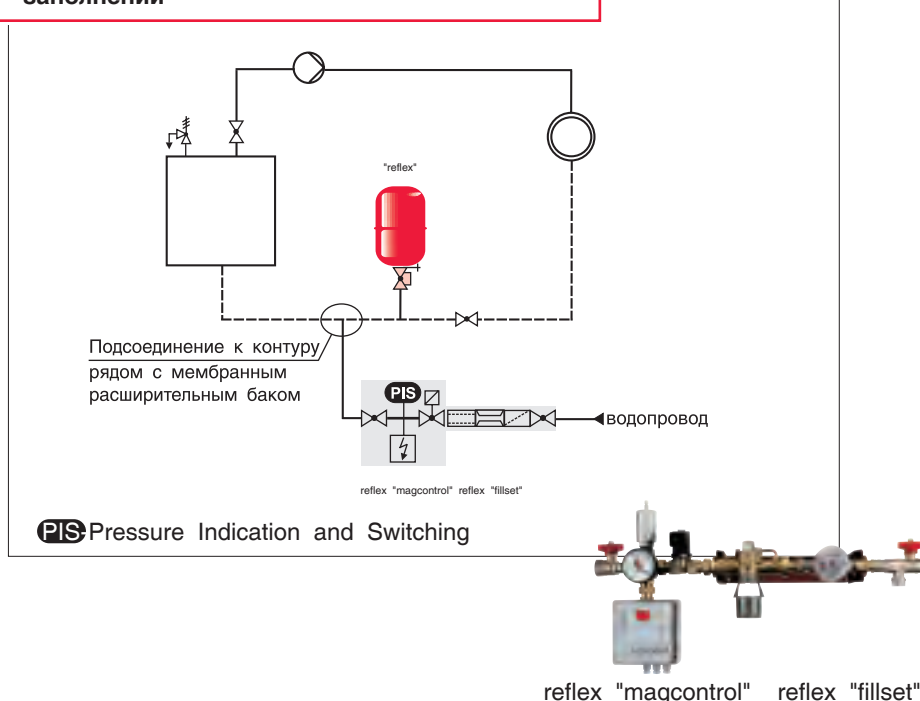 заполнении
"reflex"
Подсоединение к контуру
рядом с мембранным
расширительным баком
PIS
водопровод
reflex "magcontrol" reflex "fillset"
PIS-Pressure Indication and Switching
reflex "magcontrol" reflex "fillset"